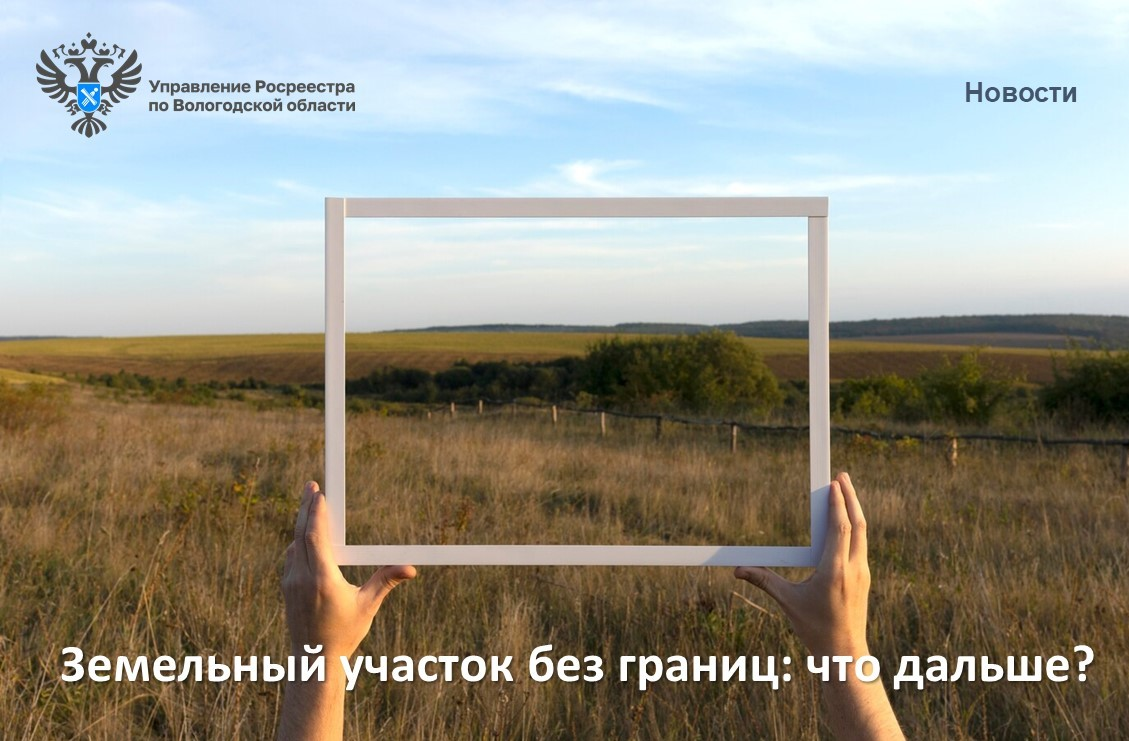 Управление Росреестра
по Вологодской области
Новости
Земельный участок без границ: что дальше?